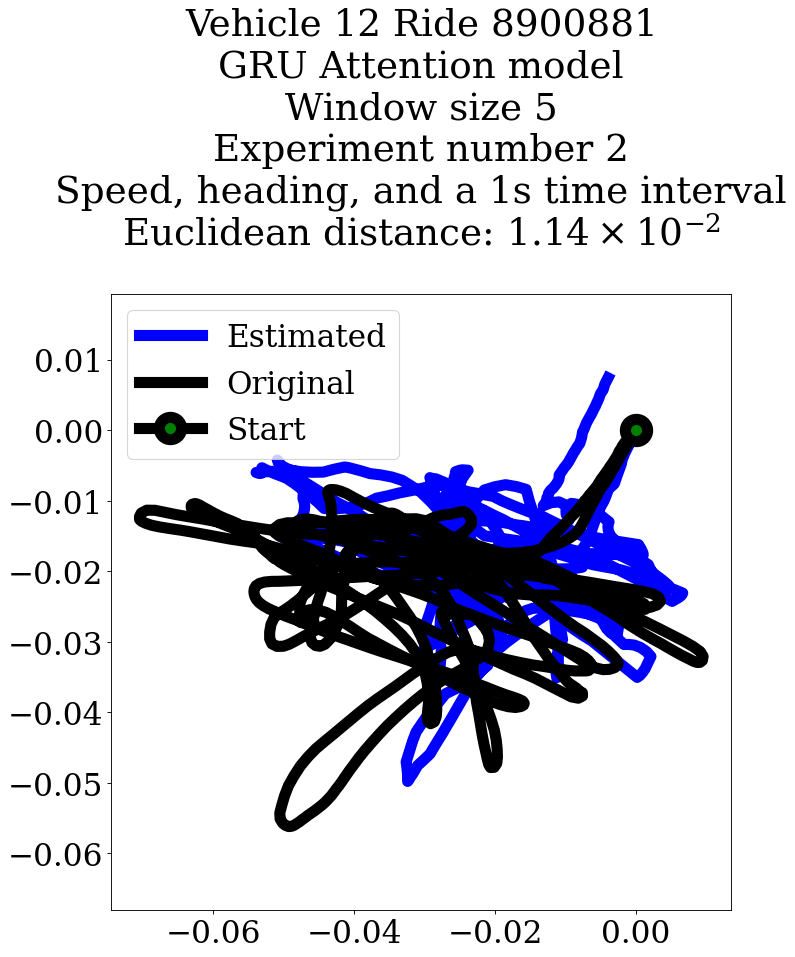 Vehicle 12 Ride 8900881
GRU Attention model
Window size 5
Experiment number 2
Speed, heading, and a 1s time interval
Euclidean distance: $1.14 \times 10^{-2}$
Estimated
Original
Start
0.01
0.00
−0.01
−0.02
−0.03
−0.04
−0.05
−0.06
−0.06
−0.04
−0.02
0.00